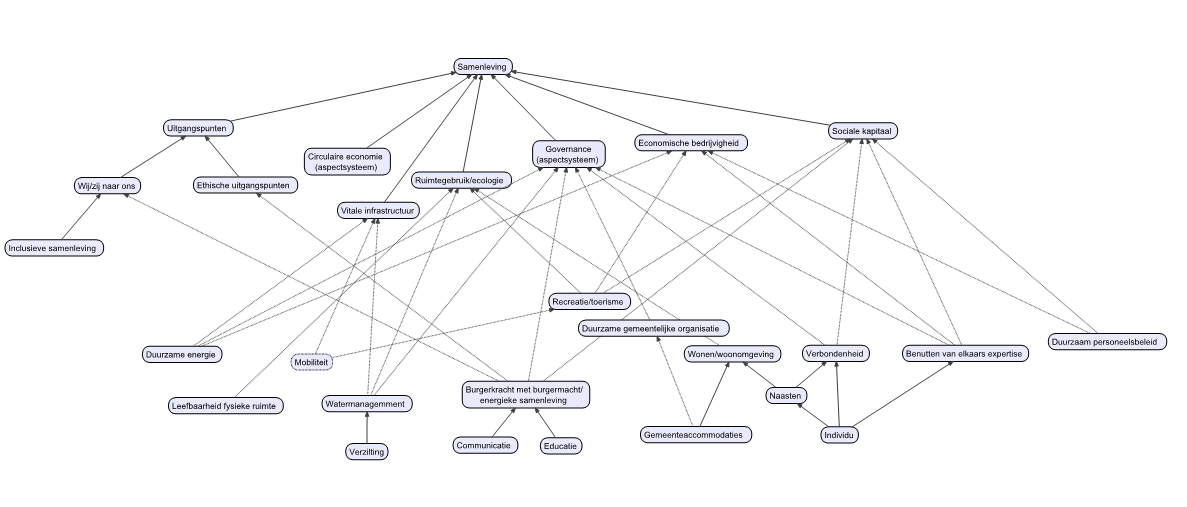 Samenleving
Uitgangspunten
Sociale kapitaal
Economische bedrijvigheid
Governance
(aspectsysteem)
Circulaire economie
(aspectsysteem)
Ruimtegebruik/ecologie
Wij/zij naar ons
Ethische uitgangspunten
Vitale infrastructuur
Inclusieve samenleving
Recreatie/toerisme
Duurzame gemeentelijke organisatie
Duurzaam personeelsbeleid
Duurzame energie
Mobiliteit
Wonen/woonomgeving
Verbondenheid
Benutten van elkaars expertise
Burgerkracht met burgermacht/
energieke samenleving
Naasten
Leefbaarheid fysieke ruimte
Watermanagemment
Gemeenteaccommodaties
Individu
Communicatie
Educatie
Verzilting